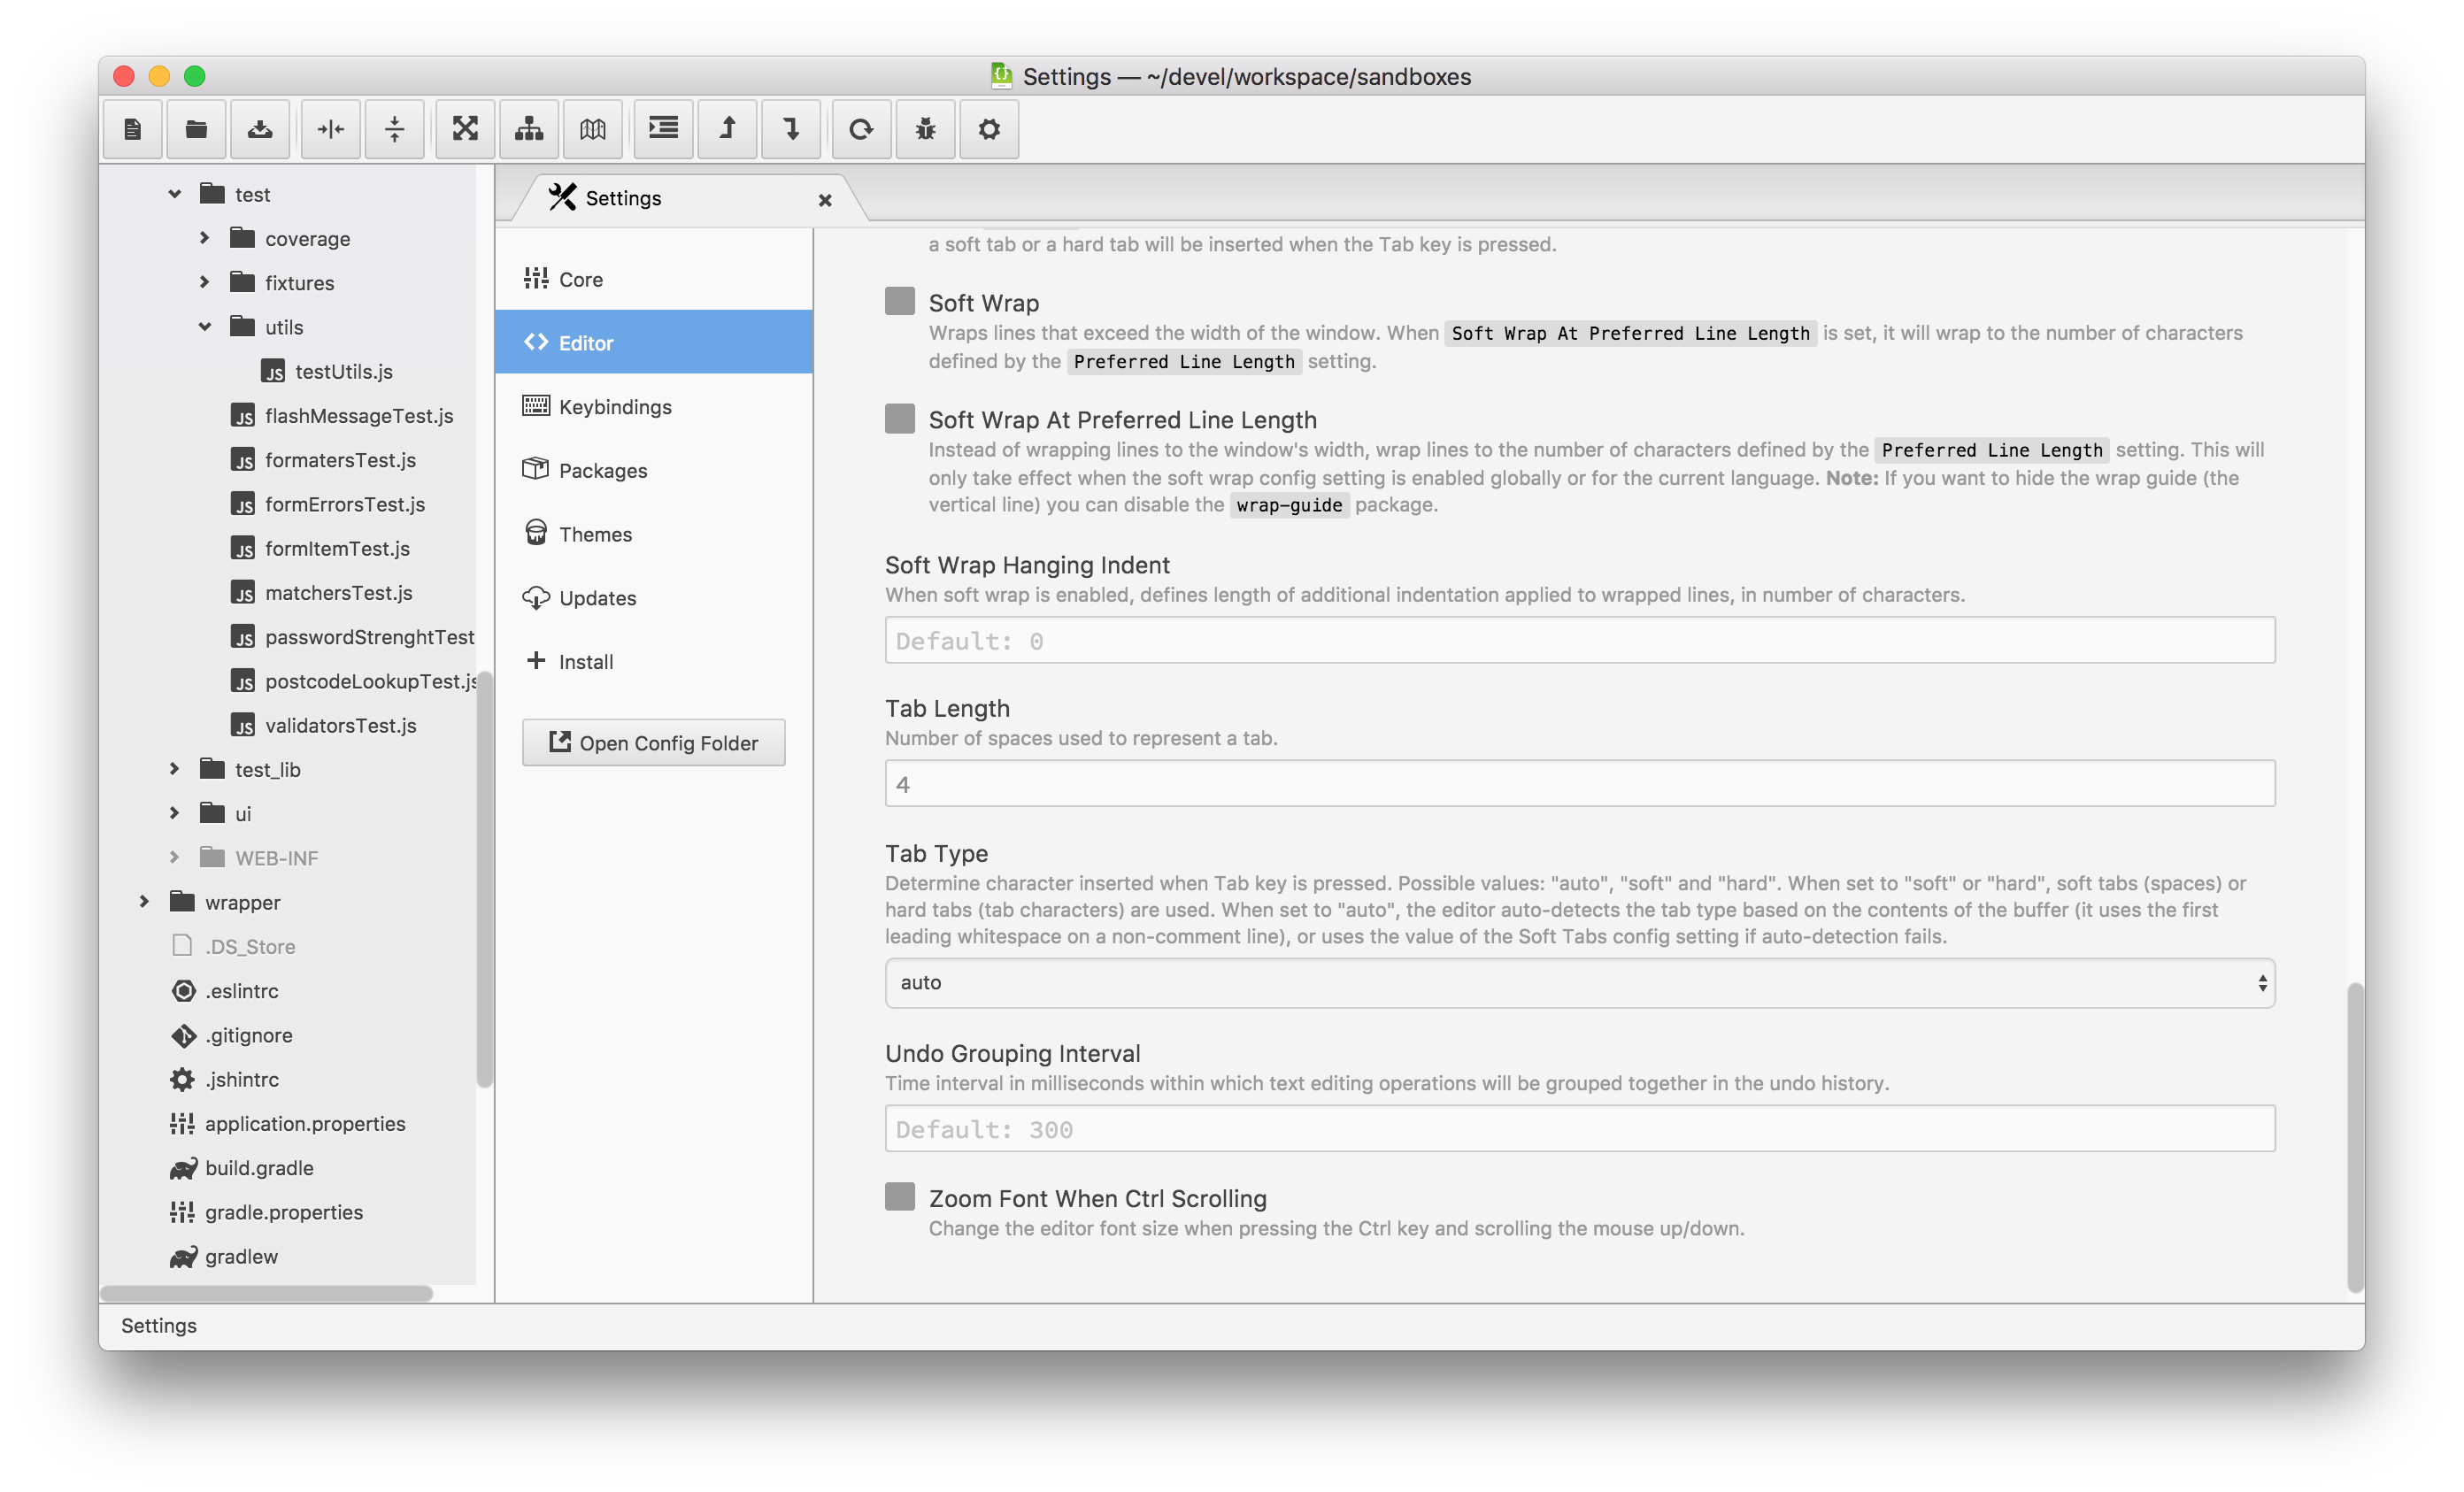 Settings — ~/devel/workspace/sandboxes
test
coverage
fixtures
utils
testUtils.js
flashMessageTest.js
formatersTest.js
formErrorsTest.js
formItemTest.js
matchersTest.js
passwordStrenghtTest
postcodeLookupTest.js
validatorsTest.js
test_lib
ui
WEB-INF
wrapper
.DS_Store
.eslintrc
.gitignore
.jshintrc
application.properties
build.gradle
gradle.properties
gradlew
Settings
Core
Editor
Keybindings
Packages
Themes
Updates
Install
Open Config Folder
a soft tab or a hard tab will be inserted when the Tab key is pressed.
Soft Wrap
Wraps lines that exceed the width of the window. When Soft Wrap At Preferred Line Length is set, it will wrap to the number of characters
defined by the Preferred Line Length setting.
Soft Wrap At Preferred Line Length
Instead of wrapping lines to the window's width, wrap lines to the number of characters defined by the Preferred Line Length setting. This will
only take effect when the soft wrap config setting is enabled globally or for the current language. Note: If you want to hide the wrap guide (the
vertical line) you can disable the wrap-guide package.
Soft Wrap Hanging Indent
When soft wrap is enabled, defines length of additional indentation applied to wrapped lines, in number of characters.
Default: 0
Tab Length
Number of spaces used to represent a tab.
4
Tab Type
Determine character inserted when Tab key is pressed. Possible values: "auto", "soft" and "hard". When set to "soft" or "hard", soft tabs (spaces) or
hard tabs (tab characters) are used. When set to "auto", the editor auto-detects the tab type based on the contents of the buffer (it uses the first
leading whitespace on a non-comment line), or uses the value of the Soft Tabs config setting if auto-detection fails.
auto
Undo Grouping Interval
Time interval in milliseconds within which text editing operations will be grouped together in the undo history.
Default: 300
Zoom Font When Ctrl Scrolling
Change the editor font size when pressing the Ctrl key and scrolling the mouse up/down.
Settings